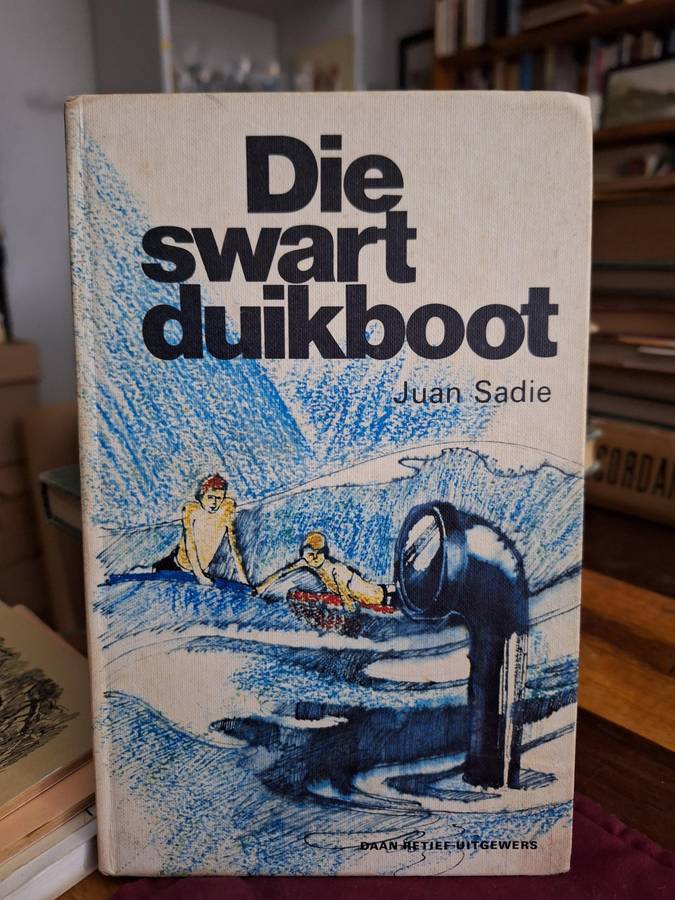 Die
swart
duikboot
Juan Sadie
DAAN RETIEF UITGEWERS